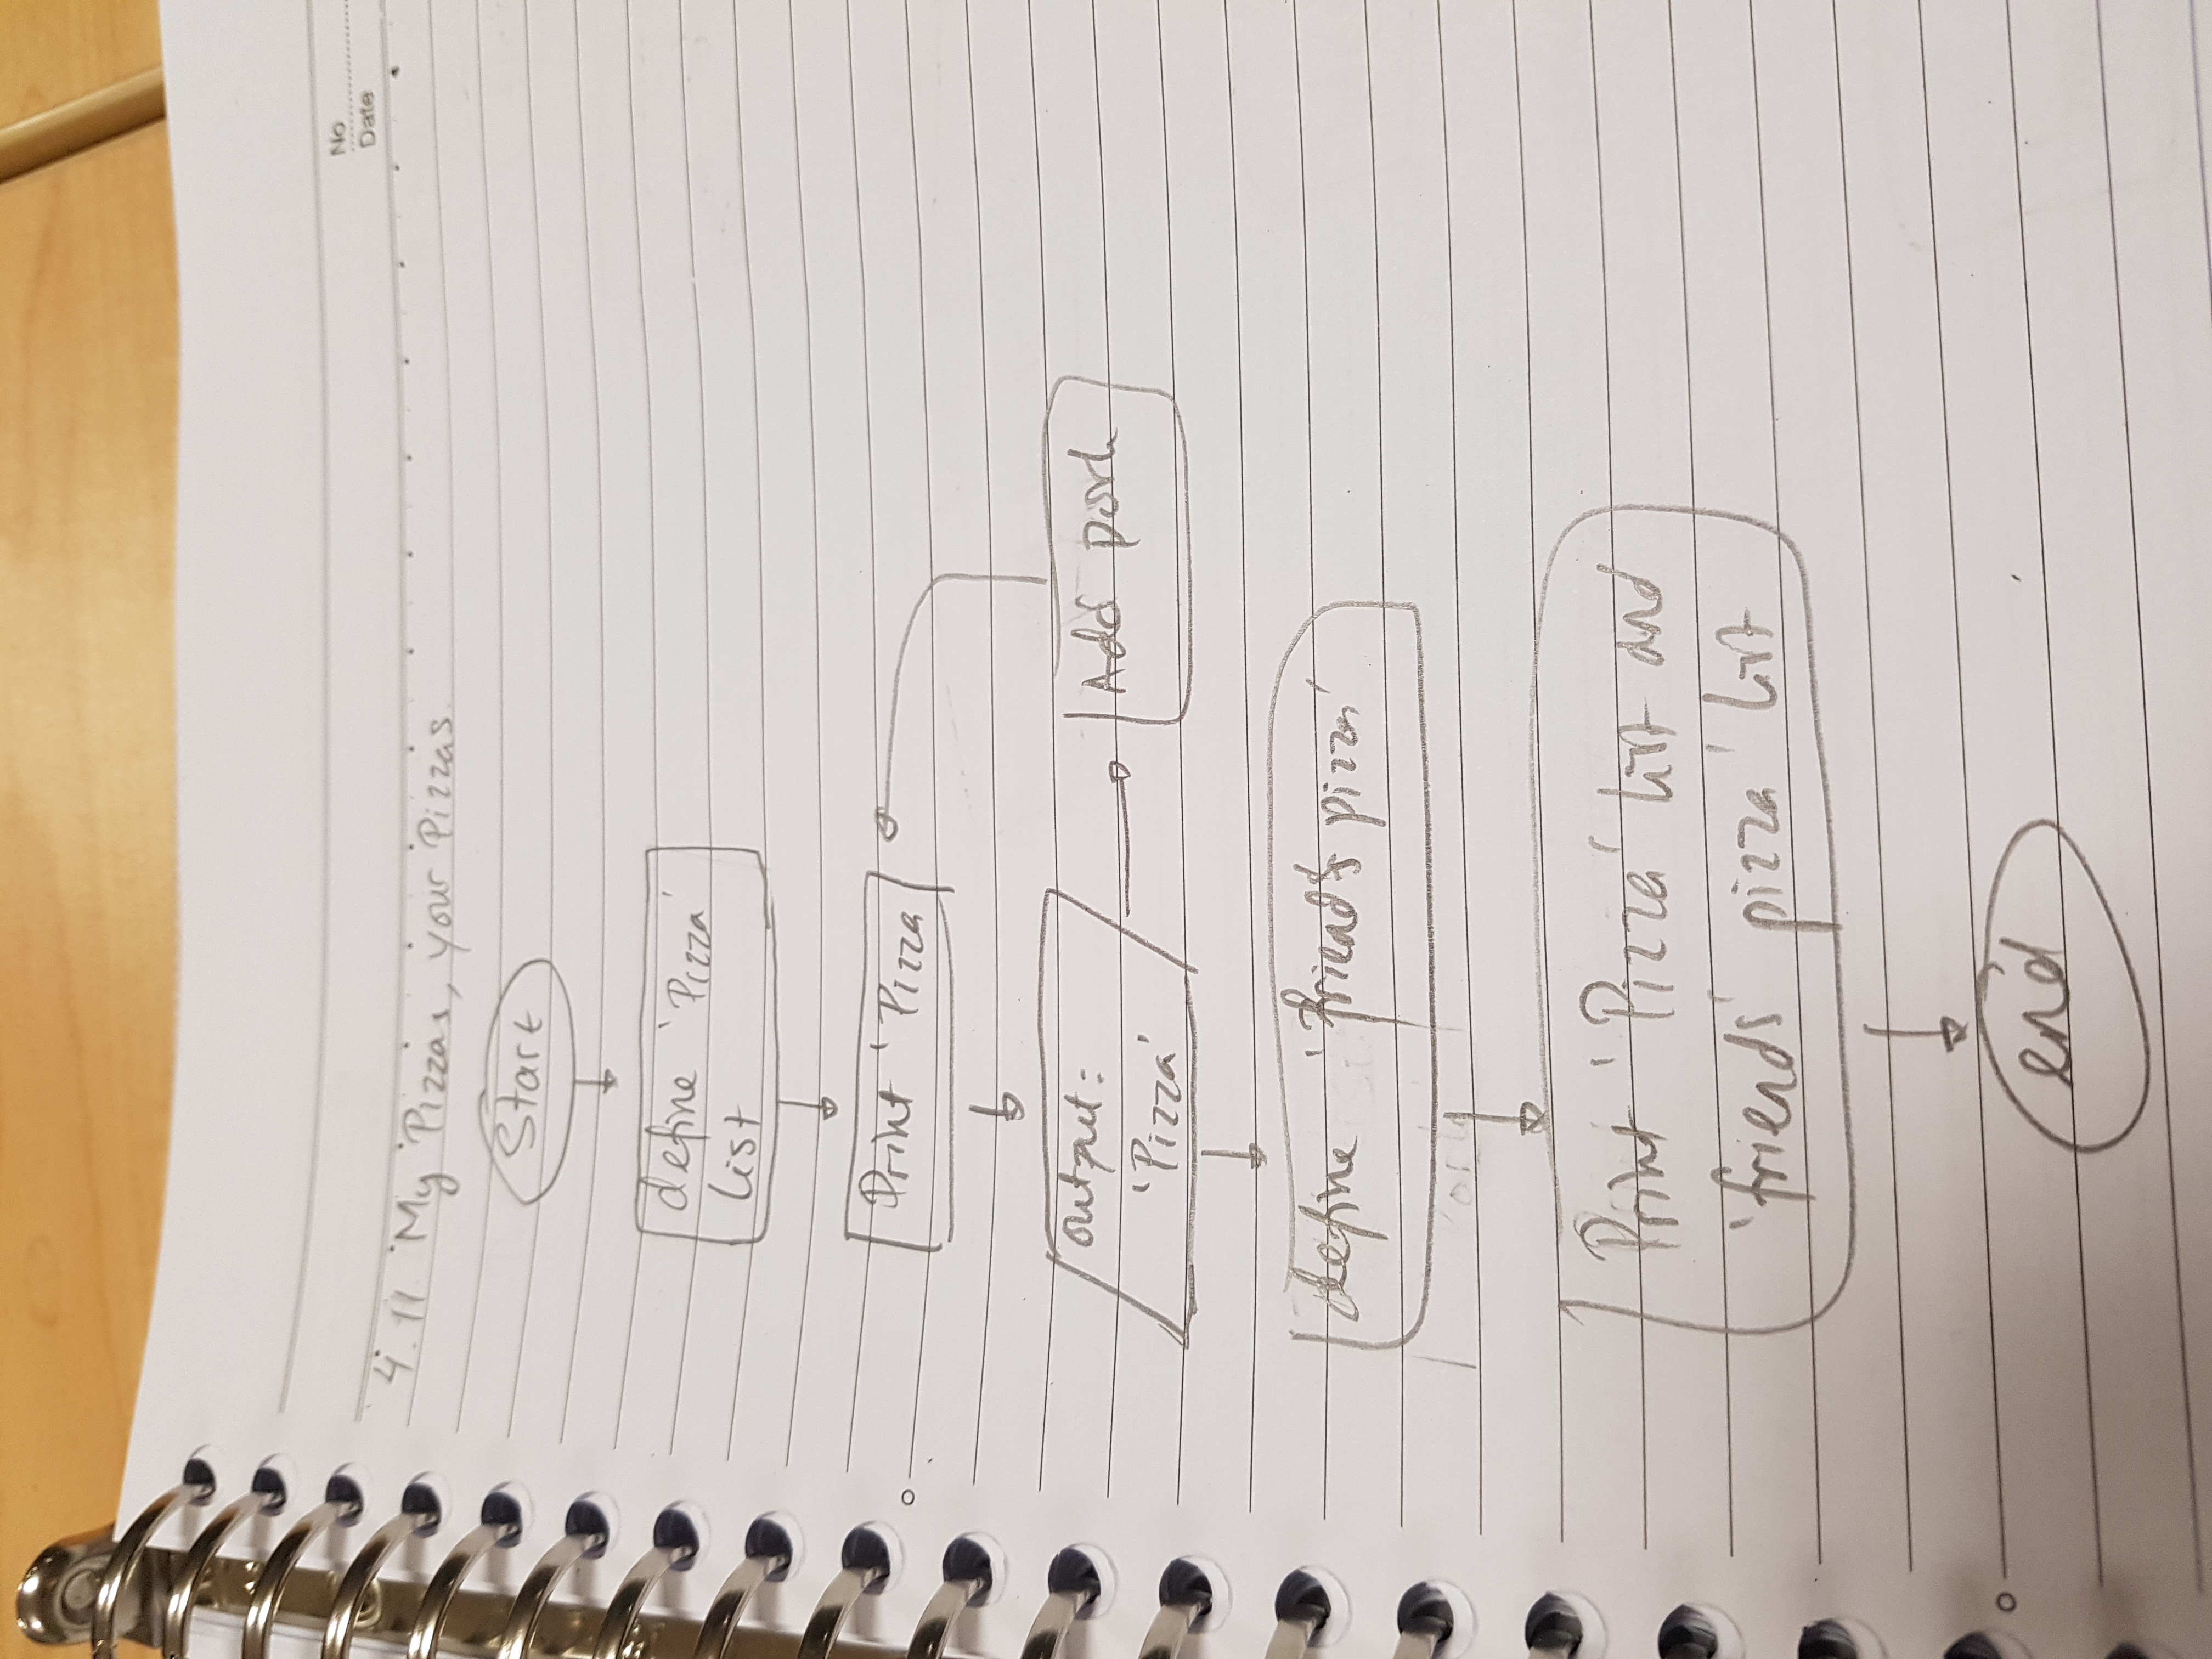 No
Date
4.11. My Pizzas, your Pizzas.
Start
define 'Pizza'
list
Print 'Pizza
output:
'Pizza'
Add pork
define 'friend's pizza'
Print 'Pizza' list and
'friends' pizza' list
end